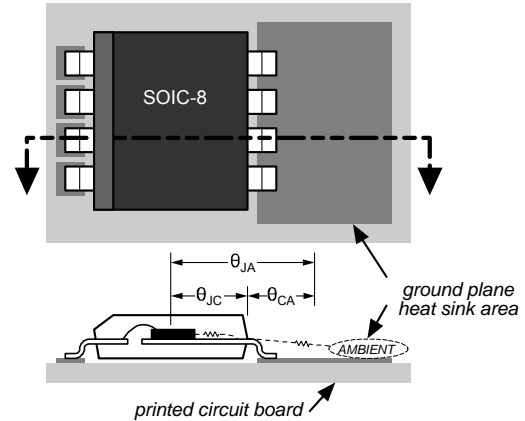 SOIC-8
θJA
θJC
θCA
ground plane
heat sink area
AMBIENT
printed circuit board